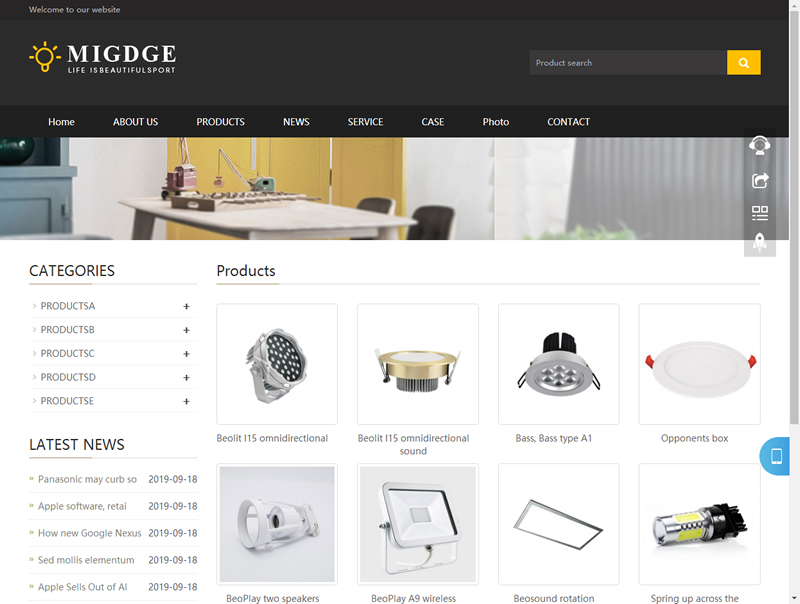 Welcome to our website
MIGDGE
LIFE ISBEAUTIFULSPORT
Product search
Home ABOUT US PRODUCTS NEWS SERVICE CASE Photo CONTACT
CATEGORIES
> PRODUCTSA +
> PRODUCTSB +
> PRODUCTSC +
> PRODUCTSD +
> PRODUCTSE +
LATEST NEWS
» Panasonic may curb so 2019-09-18
» Apple software, retai 2019-09-18
» How new Google Nexus 2019-09-18
» Sed mollis elementum 2019-09-18
» Apple Sells Out of Al 2019-09-18
Products
Beolit I15 omnidirectional
Beolit I15 omnidirectional
sound
Bass, Bass type A1
Opponents box
BeoPlay two speakers
BeoPlay A9 wireless
Beosound rotation
Spring up across the